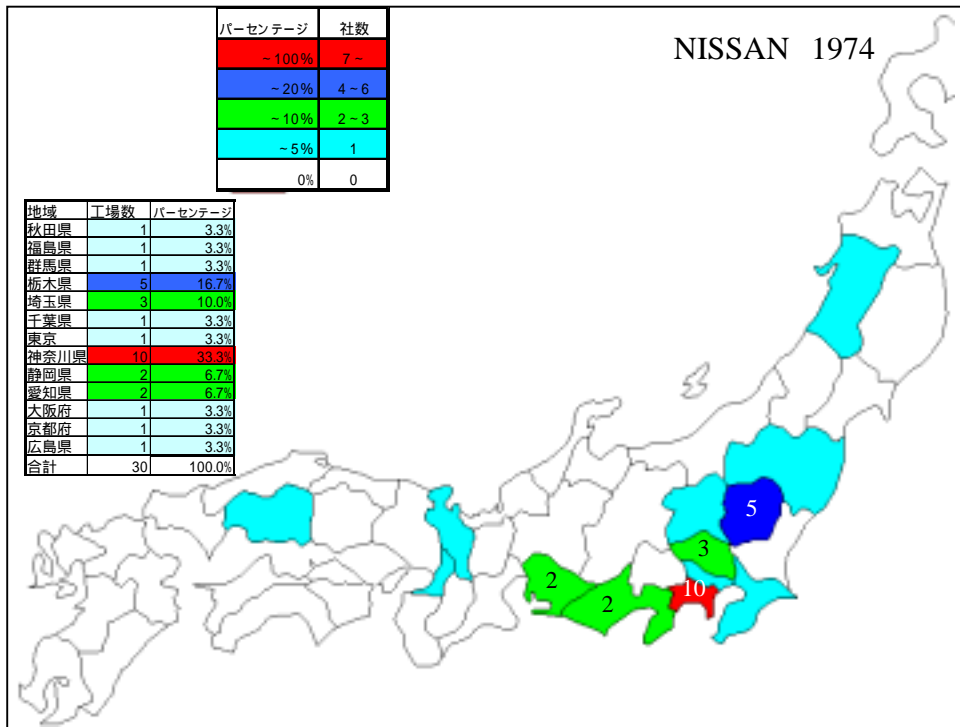 パーセンテージ 社数
~100% 7~
~20% 4~6
~10% 2~3
~5% 1
0% 0
NISSAN 1974
地域 工場数 パーセンテージ
秋田県 1 3.3%
福島県 1 3.3%
群馬県 1 3.3%
栃木県 5 16.7%
埼玉県 3 10.0%
千葉県 1 3.3%
東京 1 3.3%
神奈川県 10 33.3%
静岡県 2 6.7%
愛知県 2 6.7%
大阪府 1 3.3%
京都府 1 3.3%
広島県 1 3.3%
合計 30 100.0%
5
3
10
2
2